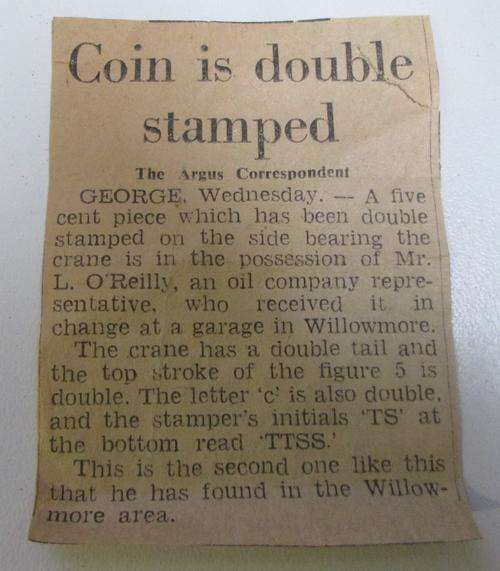 Coin is double
stamped
The Argus Correspondent
GEORGE, Wednesday. — A five
cent piece which has been double
stamped on the side bearing the
crane is in the possession of Mr.
L. O'Reilly, an oil company repre-
sentative, who received it in
change at a garage in Willowmore.
The crane has a double tail and
the top stroke of the figure 5 is
double. The letter 'c' is also double,
and the stamper's initials 'TS' at
the bottom read 'TTSS.'
This is the second one like this
that he has found in the Willow-
more area.